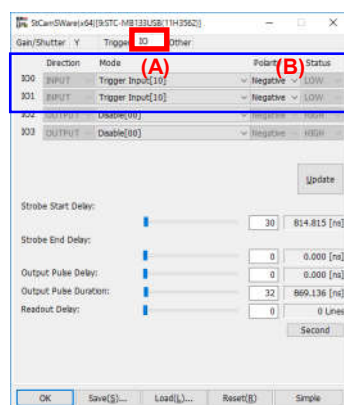 StCamSWare(x64)[9:STC-MB133USB(11H3562)]
Gain/Shutter Y Trigger IO Other
(A) (B)
Direction Mode Polarity Status
IO0 INPUT Trigger Input[10] Negative LOW
IO1 INPUT Trigger Input[10] Negative LOW
IO2 OUTPUT Disable[00] Negative HIGH
IO3 OUTPUT Disable[00] Negative HIGH
Update
Strobe Start Delay:
30 814.815 [ns]
Strobe End Delay:
0 0.000 [ns]
Output Pulse Delay: 0 0.000 [ns]
Output Pulse Duration: 32 869.136 [ns]
Readout Delay: 0 0 Lines
Second
OK Save(S)... Load(L)... Reset(R) Simple